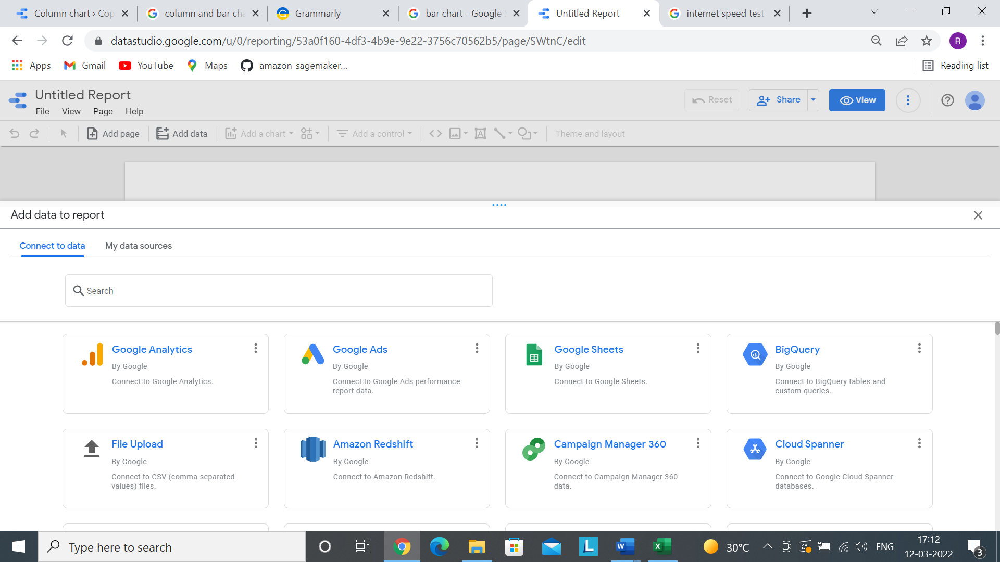 Column chart › Cop
column and bar cha
Grammarly
bar chart - Google S
Untitled Report
internet speed test
datastudio.google.com/u/0/reporting/53a0f160-4df3-4b9e-9e22-3756c70562b5/page/SWtnC/edit
R
Apps
Gmail
YouTube
Maps
amazon-sagemaker...
Reading list
Untitled Report
File View Page Help
Reset
Share
View
Add page
Add data
Add a chart
Add a control
Theme and layout
Add data to report
Connect to data
My data sources
Search
Google Analytics
By Google
Connect to Google Analytics.
Google Ads
By Google
Connect to Google Ads performance
report data.
Google Sheets
By Google
Connect to Google Sheets.
BigQuery
By Google
Connect to BigQuery tables and
custom queries.
File Upload
By Google
Connect to CSV (comma-separated
values) files.
Amazon Redshift
By Google
Connect to Amazon Redshift.
Campaign Manager 360
By Google
Connect to Campaign Manager 360
data.
Cloud Spanner
By Google
Connect to Google Cloud Spanner
databases.
Type here to search
30°C
ENG
17:12
12-03-2022
3